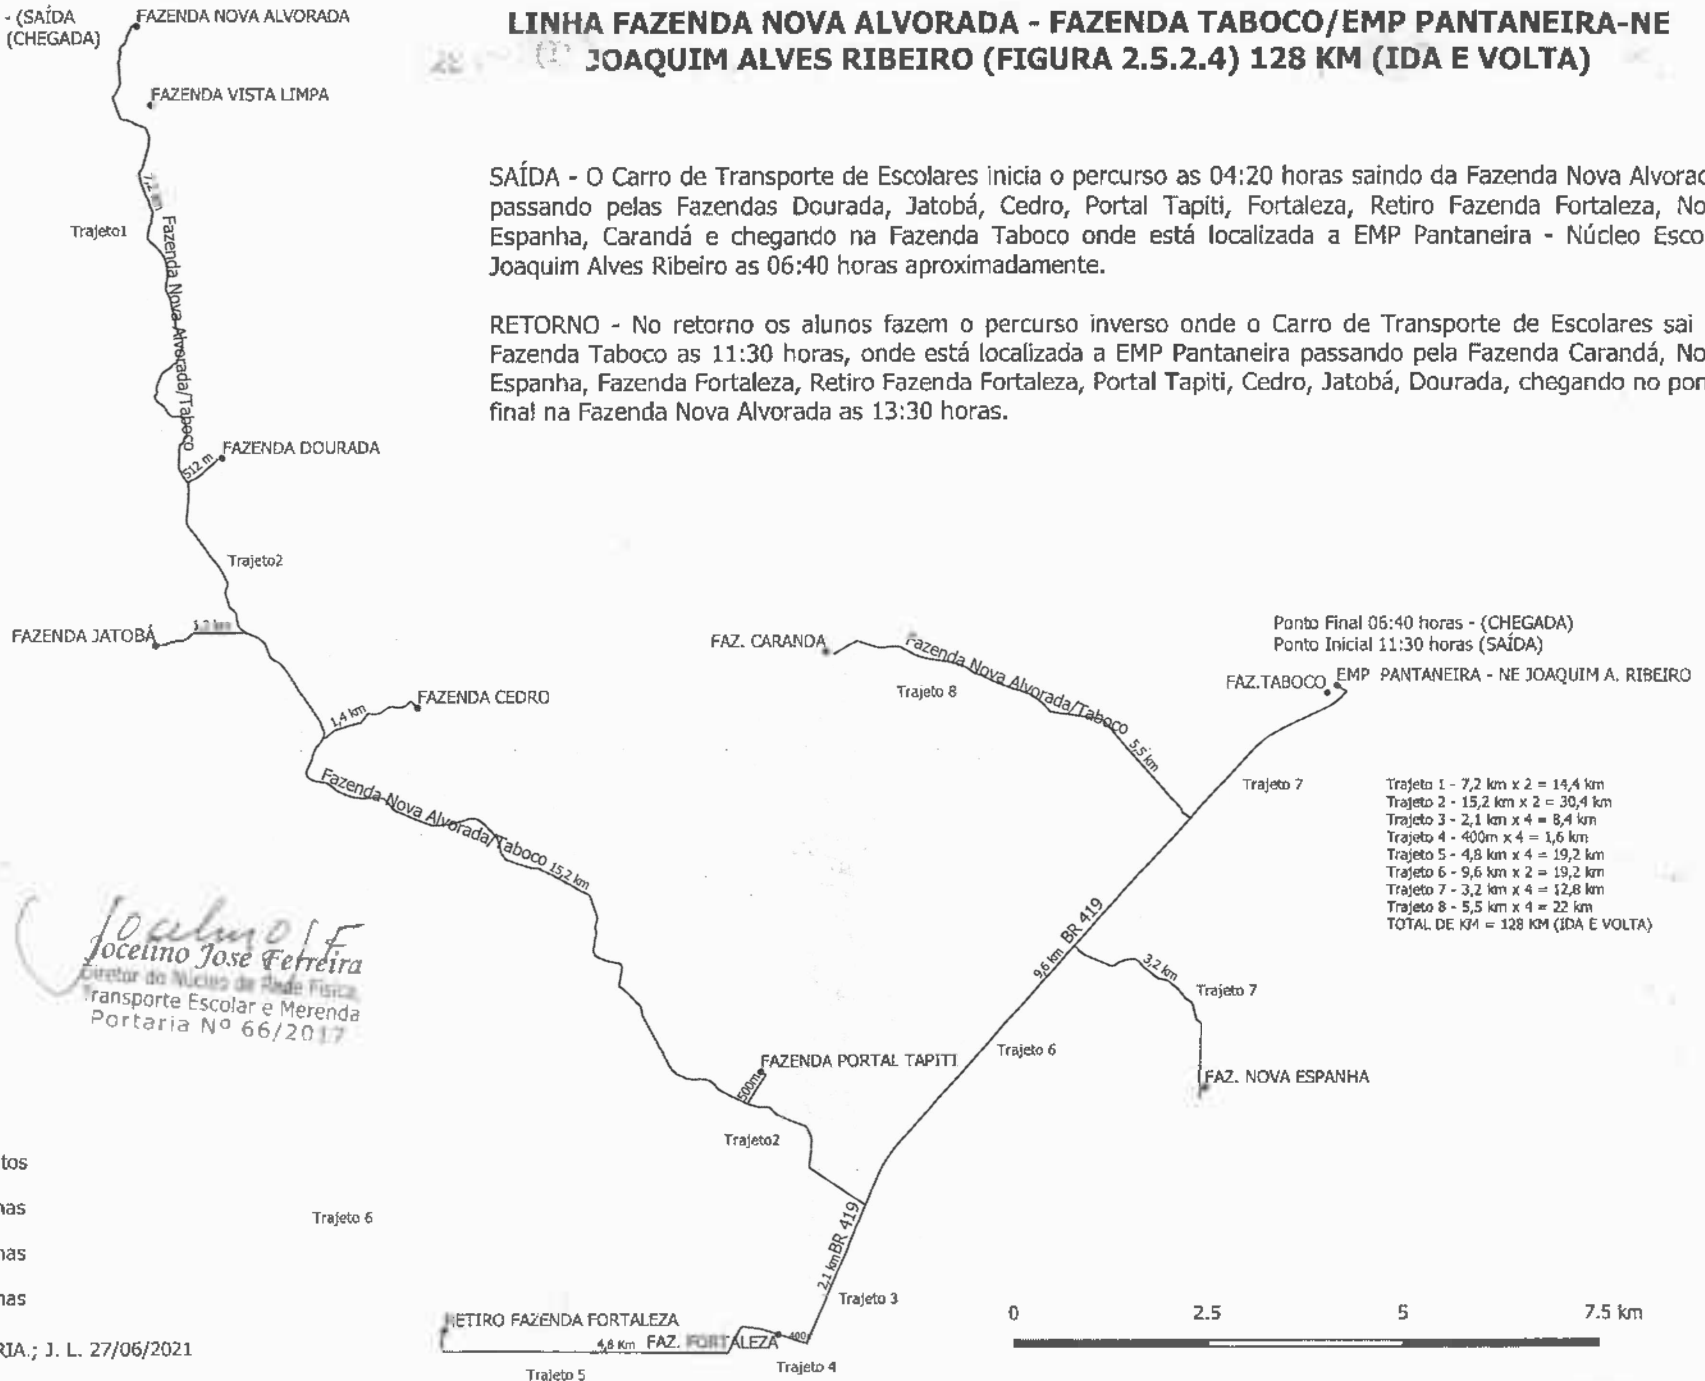 - (SAÍDA
(CHEGADA)
FAZENDA NOVA ALVORADA
LINHA FAZENDA NOVA ALVORADA - FAZENDA TABOCO/EMP PANTANEIRA-NE
JOAQUIM ALVES RIBEIRO (FIGURA 2.5.2.4) 128 KM (IDA E VOLTA)
FAZENDA VISTA LIMPA
SAÍDA - O Carro de Transporte de Escolares inicia o percurso as 04:20 horas saindo da Fazenda Nova Alvorac
passando pelas Fazendas Dourada, Jatobá, Cedro, Portal Tapiti, Fortaleza, Retiro Fazenda Fortaleza, No
Espanha, Carandá e chegando na Fazenda Taboco onde está localizada a EMP Pantaneira - Núcleo Esco
Joaquim Alves Ribeiro as 06:40 horas aproximadamente.
RETORNO - No retorno os alunos fazem o percurso inverso onde o Carro de Transporte de Escolares sai
Fazenda Taboco as 11:30 horas, onde está localizada a EMP Pantaneira passando pela Fazenda Carandá, No
Espanha, Fazenda Fortaleza, Retiro Fazenda Fortaleza, Portal Tapiti, Cedro, Jatobá, Dourada, chegando no pon
final na Fazenda Nova Alvorada as 13:30 horas.
7,2 km
Trajeto1
Fazenda Nova Alvorada/Taboco
512 m
FAZENDA DOURADA
Trajeto2
FAZENDA JATOBÁ
FAZENDA CEDRO
1,4 km
Fazenda Nova Alvorada/Taboco 15,2 km
FAZ. CARANDA
Fazenda Nova Alvorada/Taboco 5,5 km
Trajeto 8
Ponto Final 06:40 horas - (CHEGADA)
Ponto Inicial 11:30 horas (SAÍDA)
FAZ.TABOCO
EMP PANTANEIRA - NE JOAQUIM A. RIBEIRO
Trajeto 7
Trajeto 1 - 7,2 km x 2 = 14,4 km
Trajeto 2 - 15,2 km x 2 = 30,4 km
Trajeto 3 - 2,1 km x 4 = 8,4 km
Trajeto 4 - 400m x 4 = 1,6 km
Trajeto 5 - 4,8 km x 4 = 19,2 km
Trajeto 6 - 9,6 km x 2 = 19,2 km
Trajeto 7 - 3,2 km x 4 = 12,8 km
Trajeto 8 - 5,5 km x 4 = 22 km
TOTAL DE KM = 128 KM (IDA E VOLTA)
Jocelino José Ferreira
Diretor do Núcleo de Rede Física,
Transporte Escolar e Merenda
Portaria Nº 66/2017
9,6 km BR 419
3,2 km
Trajeto 7
Trajeto 6
FAZ. NOVA ESPANHA
FAZENDA PORTAL TAPITI
500m
Trajeto2
tos
nas
nas
nas
Trajeto 6
2,1 km BR 419
Trajeto 3
RETIRO FAZENDA FORTALEZA
4,8 Km
FAZ. FORTALEZA
400
Trajeto 4
Trajeto 5
0 2.5 5 7.5 km
RIA.; J. L. 27/06/2021